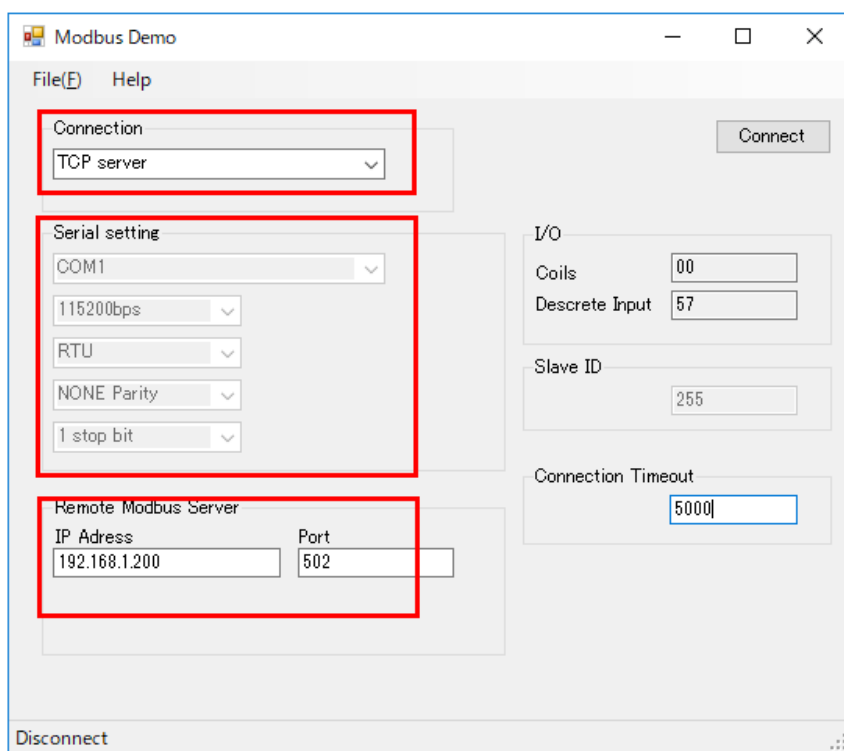 Modbus Demo
File(F) Help
Connection
TCP server
Connect
Serial setting
COM1
115200bps
RTU
NONE Parity
1 stop bit
I/O
Coils 00
Descrete Input 57
Slave ID
255
Connection Timeout
5000
Remote Modbus Server
IP Adress Port
192.168.1.200 502
Disconnect